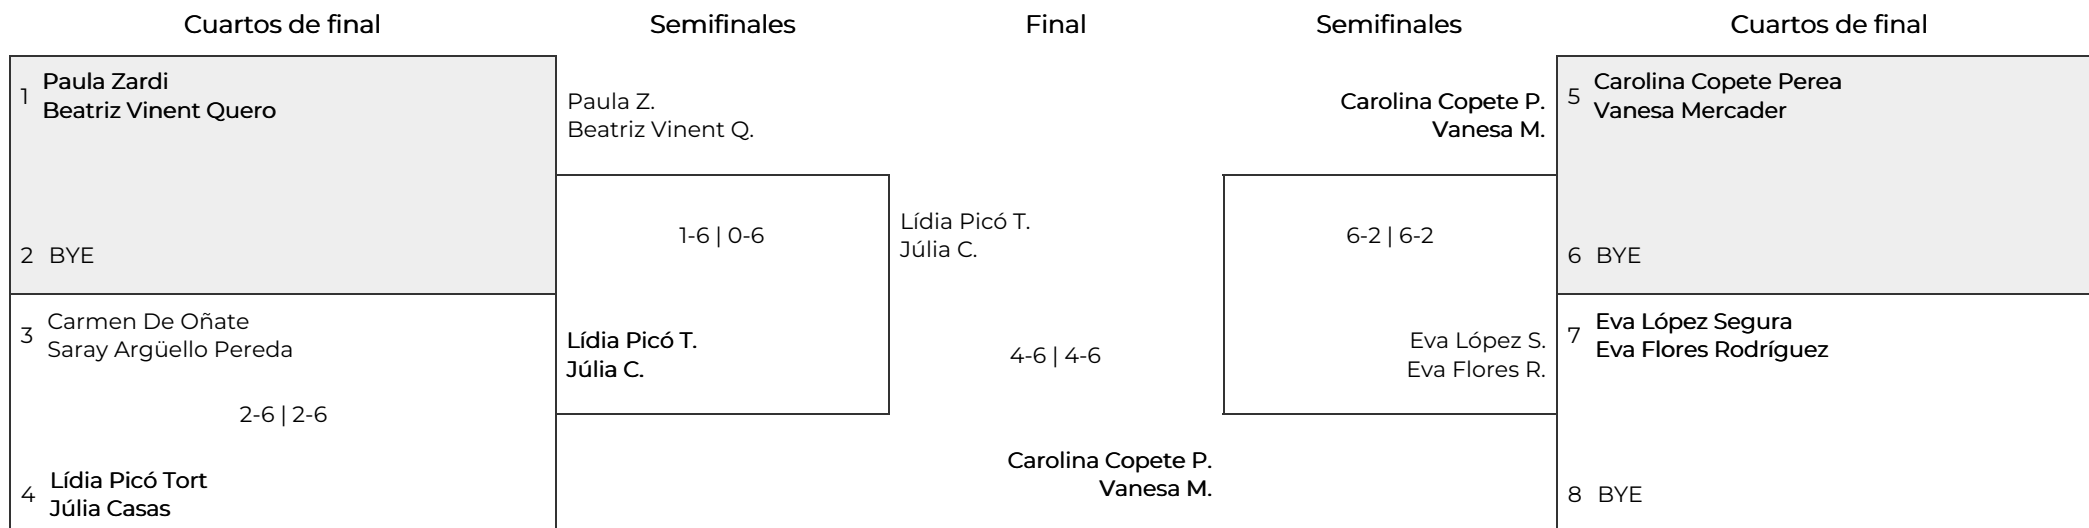 Cuartos de final
Semifinales
Final
Semifinales
Cuartos de final
1
Paula Zardi
Beatriz Vinent Quero
2 BYE
3
Carmen De Oñate
Saray Argüello Pereda
2-6 | 2-6
4
Lídia Picó Tort
Júlia Casas
Paula Z.
Beatriz Vinent Q.
1-6 | 0-6
Lídia Picó T.
Júlia C.
Lídia Picó T.
Júlia C.
4-6 | 4-6
Carolina Copete P.
Vanesa M.
Carolina Copete P.
Vanesa M.
6-2 | 6-2
Eva López S.
Eva Flores R.
5
Carolina Copete Perea
Vanesa Mercader
6 BYE
7
Eva López Segura
Eva Flores Rodríguez
8 BYE